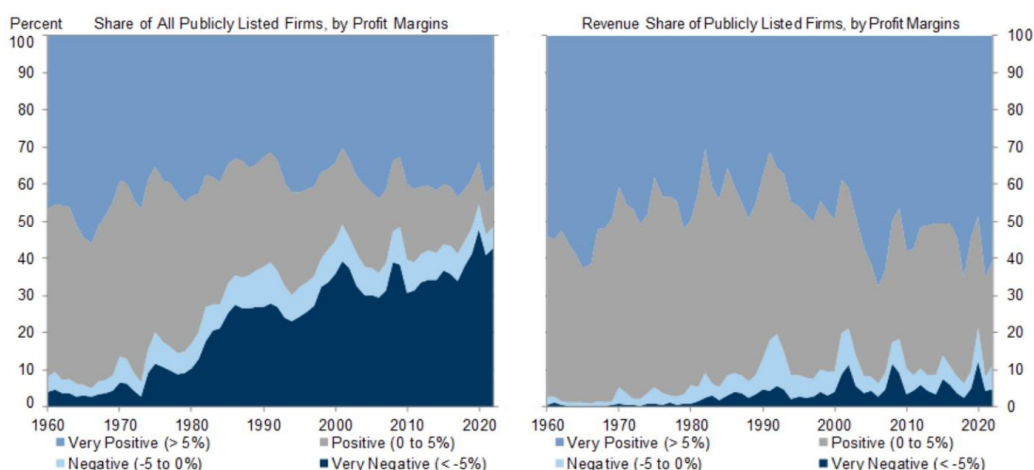 Percent Share of All Publicly Listed Firms, by Profit Margins
100
90
80
70
60
50
40
30
20
10
0
1960 1970 1980 1990 2000 2010 2020
Very Positive (> 5%) Positive (0 to 5%)
Negative (-5 to 0%) Very Negative (< -5%)
Revenue Share of Publicly Listed Firms, by Profit Margins
100
90
80
70
60
50
40
30
20
10
0
1960 1970 1980 1990 2000 2010 2020
Very Positive (> 5%) Positive (0 to 5%)
Negative (-5 to 0%) Very Negative (< -5%)